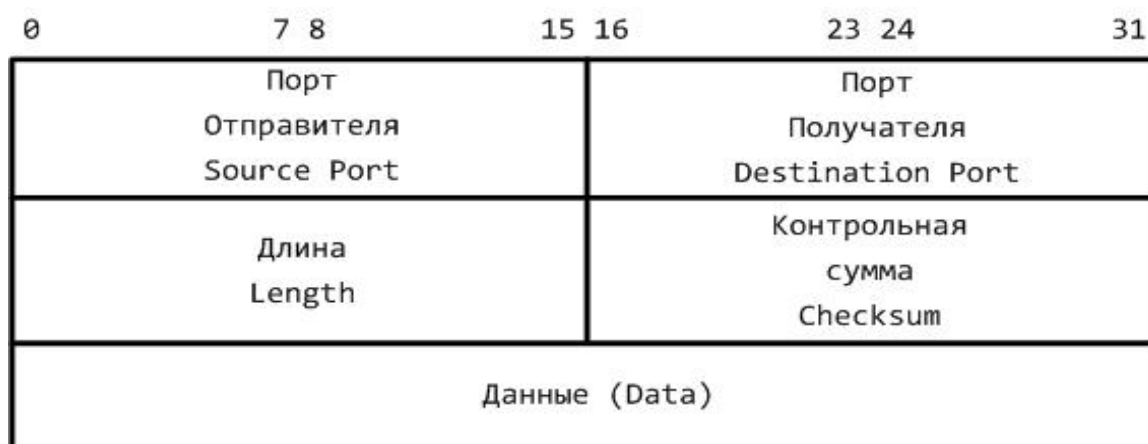 0 7 8 15 16 23 24 31
Порт
Отправителя
Source Port
Порт
Получателя
Destination Port
Длина
Length
Контрольная
сумма
Checksum
Данные (Data)